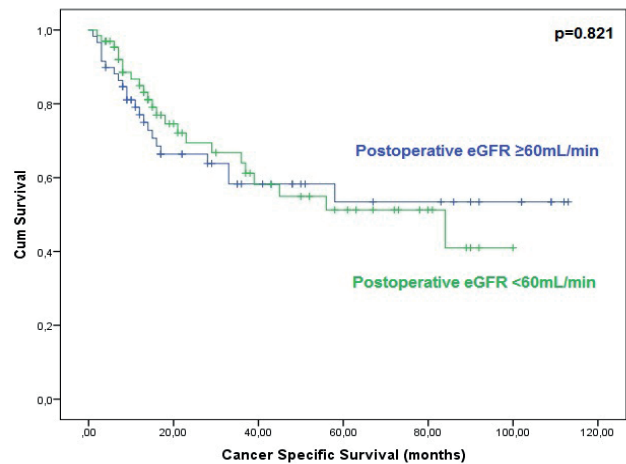 p=0.821
1,0
0,8
0,6
0,4
0,2
0,0
Cum Survival
Postoperative eGFR ≥60mL/min
Postoperative eGFR <60mL/min
,00
20,00
40,00
60,00
80,00
100,00
120,00
Cancer Specific Survival (months)